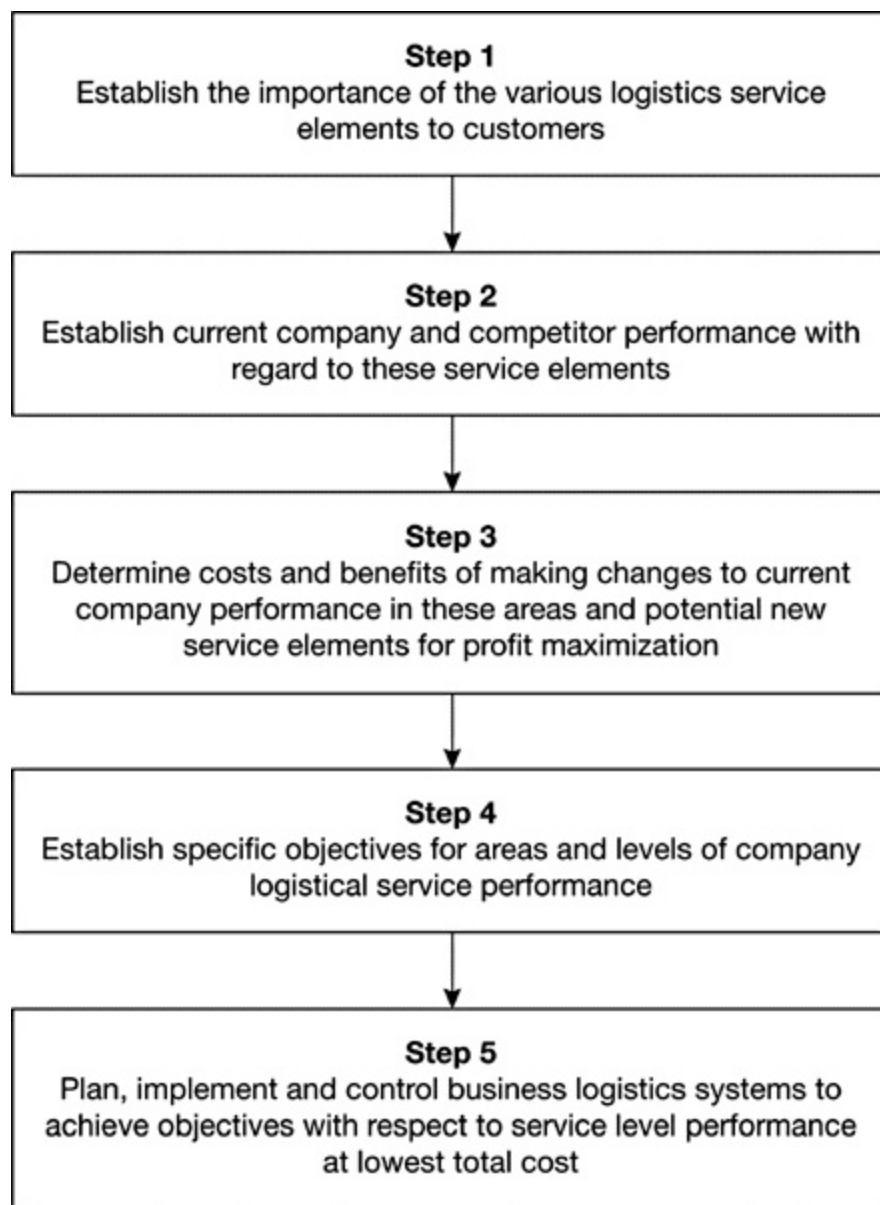 Step 1
Establish the importance of the various logistics service
elements to customers
Step 2
Establish current company and competitor performance with
regard to these service elements
Step 3
Determine costs and benefits of making changes to current
company performance in these areas and potential new
service elements for profit maximization
Step 4
Establish specific objectives for areas and levels of company
logistical service performance
Step 5
Plan, implement and control business logistics systems to
achieve objectives with respect to service level performance
at lowest total cost